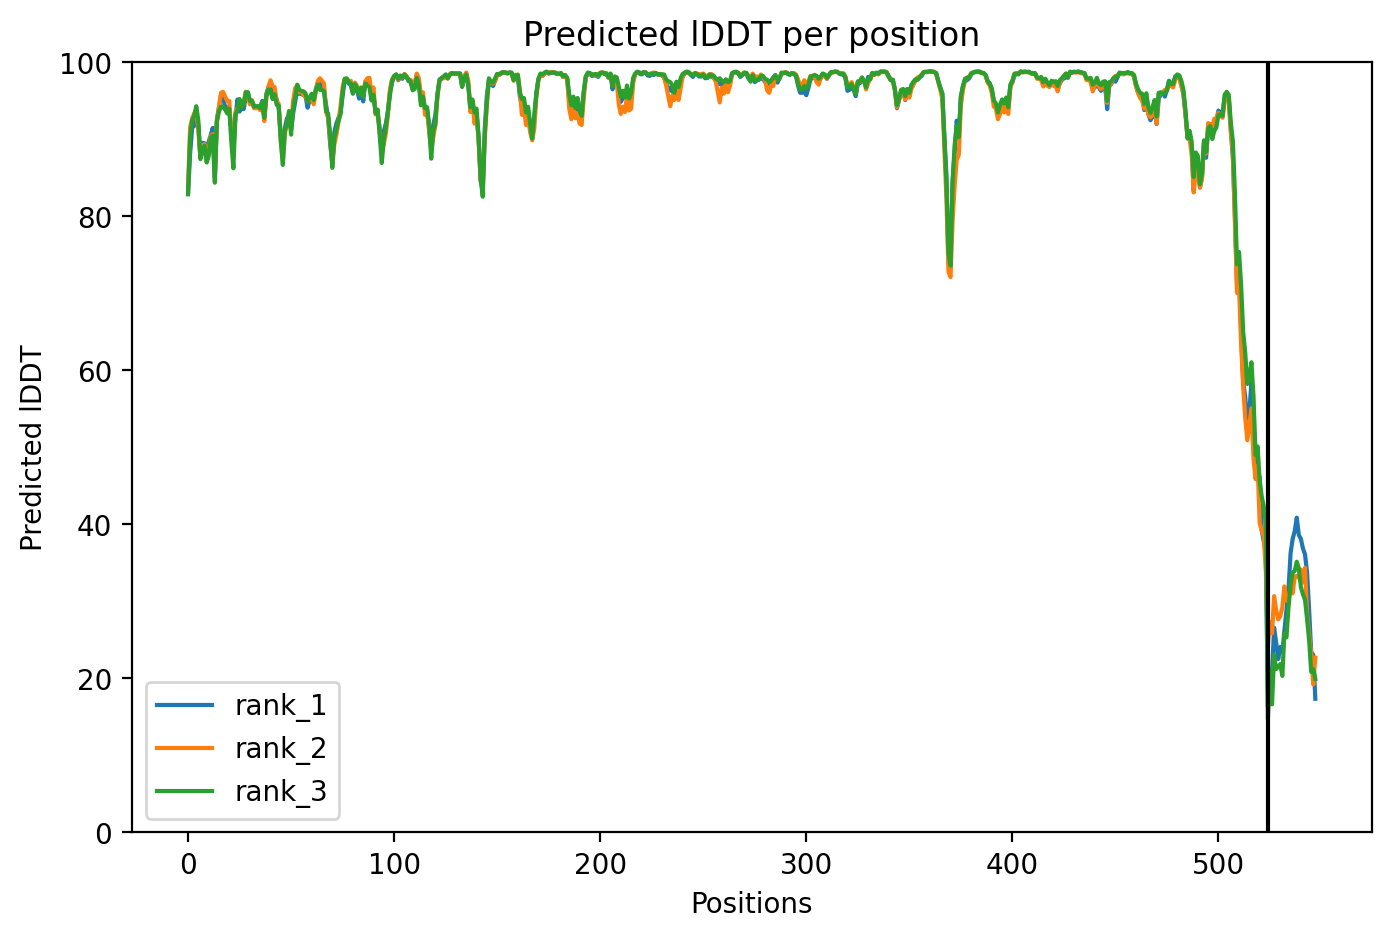 Predicted lDDT per position
100
80
60
40
20
0
Predicted lDDT
rank_1
rank_2
rank_3
0 100 200 300 400 500
Positions